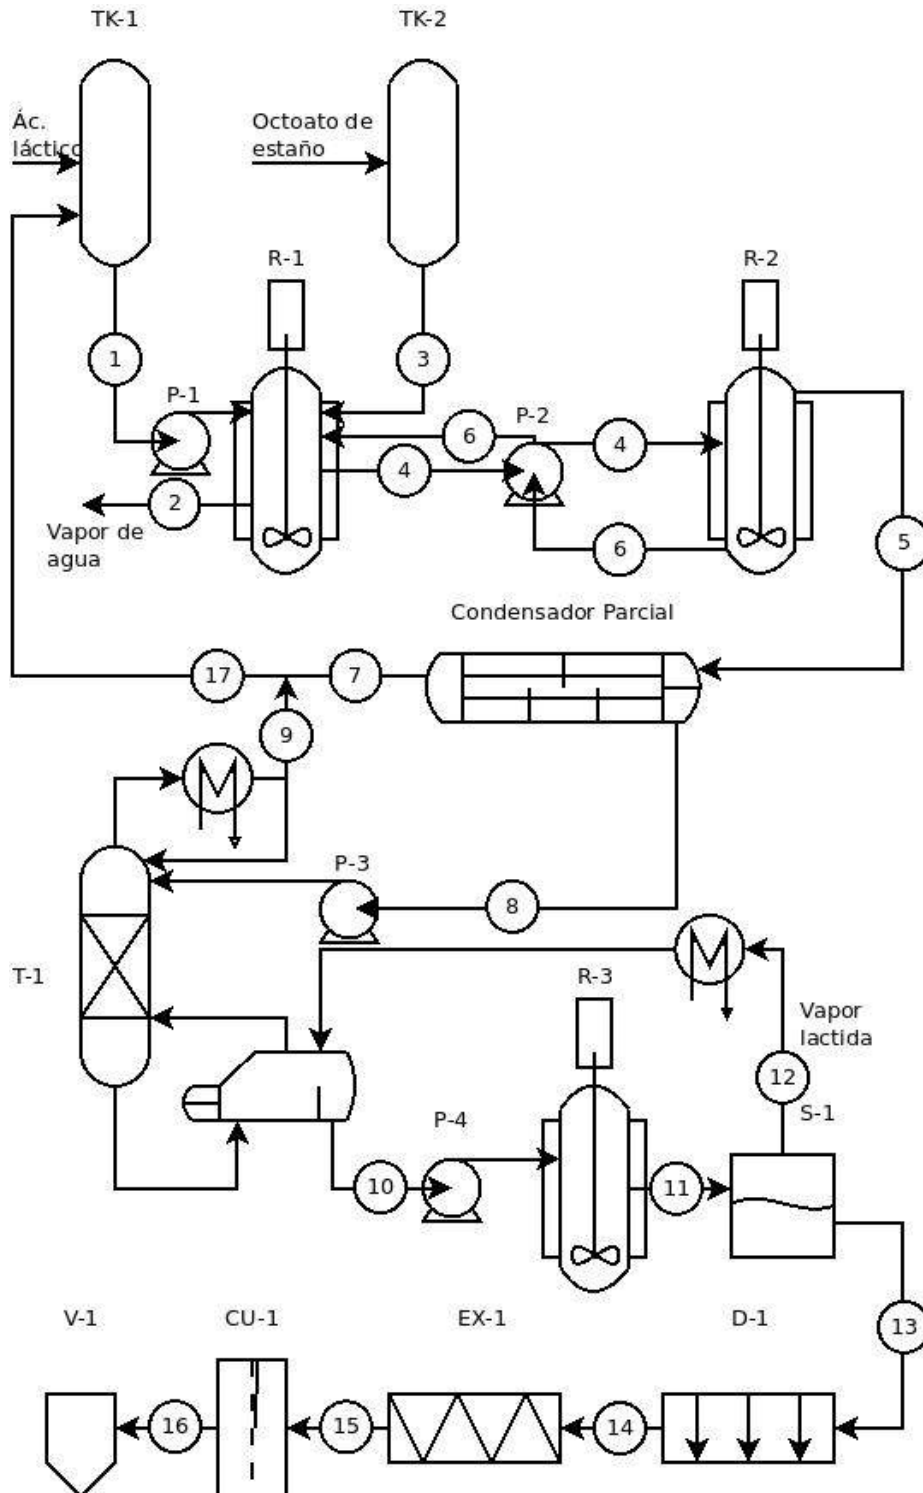 TK-1
TK-2
Ác.
láctico
Octoato de
estaño
R-1
R-2
1
3
P-1
P-2
6
4
4
2
Vapor de
agua
6
5
Condensador Parcial
17
7
9
P-3
8
T-1
R-3
Vapor
lactida
12
S-1
P-4
10
11
13
V-1
CU-1
EX-1
D-1
16
15
14